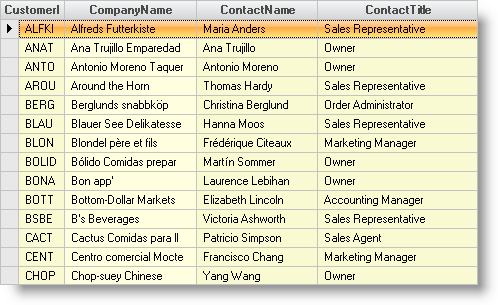 CustomerI CompanyName ContactName ContactTitle
ALFKI Alfreds Futterkiste Maria Anders Sales Representative
ANAT Ana Trujillo Emparedad Ana Trujillo Owner
ANTO Antonio Moreno Taquer Antonio Moreno Owner
AROU Around the Horn Thomas Hardy Sales Representative
BERG Berglunds snabbköp Christina Berglund Order Administrator
BLAU Blauer See Delikatesse Hanna Moos Sales Representative
BLON Blondel père et fils Frédérique Citeaux Marketing Manager
BOLID Bólido Comidas prepar Martín Sommer Owner
BONA Bon app' Laurence Lebihan Owner
BOTT Bottom-Dollar Markets Elizabeth Lincoln Accounting Manager
BSBE B's Beverages Victoria Ashworth Sales Representative
CACT Cactus Comidas para ll Patricio Simpson Sales Agent
CENT Centro comercial Mocte Francisco Chang Marketing Manager
CHOP Chop-suey Chinese Yang Wang Owner